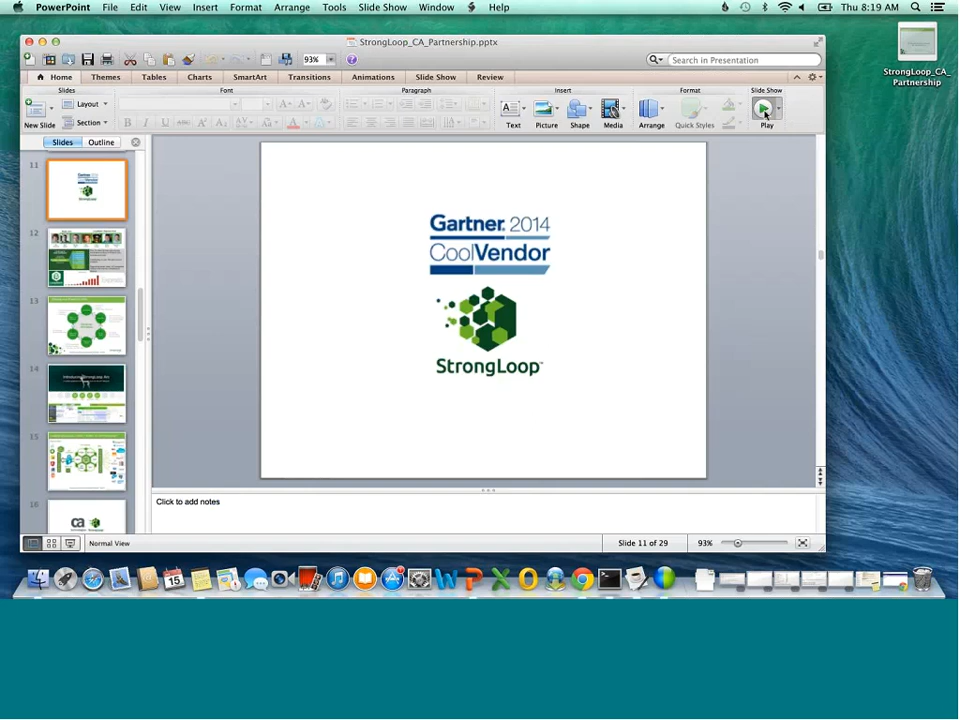 PowerPoint File Edit View Insert Format Arrange Tools Slide Show Window Help Thu 8:19 AM
StrongLoop_CA_Partnership.pptx
StrongLoop_CA_
Partnership
93% Search in Presentation
Home Themes Tables Charts SmartArt Transitions Animations Slide Show Review
Slides Font Paragraph Insert Format Slide Show
New Slide Layout Section
Text Picture Shape Media Arrange Quick Styles Play
Slides Outline
11
12
13
14
15
16
ca
Gartner 2014
CoolVendor
StrongLoop™
Click to add notes
Normal View Slide 11 of 29 93%
15